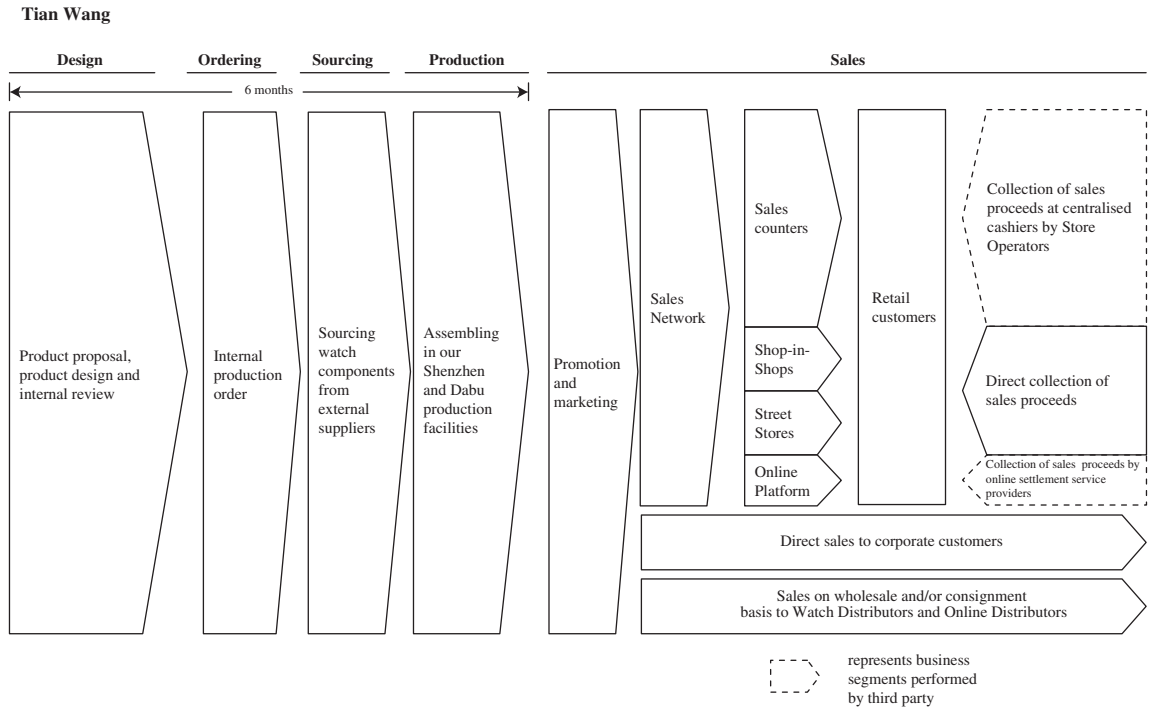 Tian Wang
Design
Ordering
Sourcing
Production
Sales
6 months
Product proposal,
product design and
internal review
Internal
production
order
Sourcing
watch
components
from
external
suppliers
Assembling
in our
Shenzhen
and Dabu
production
facilities
Promotion
and
marketing
Sales
Network
Sales
counters
Shop-in-
Shops
Street
Stores
Online
Platform
Retail
customers
Collection of sales
proceeds at centralised
cashiers by Store
Operators
Direct collection of
sales proceeds
Collection of sales proceeds by
online settlement service
providers
Direct sales to corporate customers
Sales on wholesale and/or consignment
basis to Watch Distributors and Online Distributors
represents business
segments performed
by third party